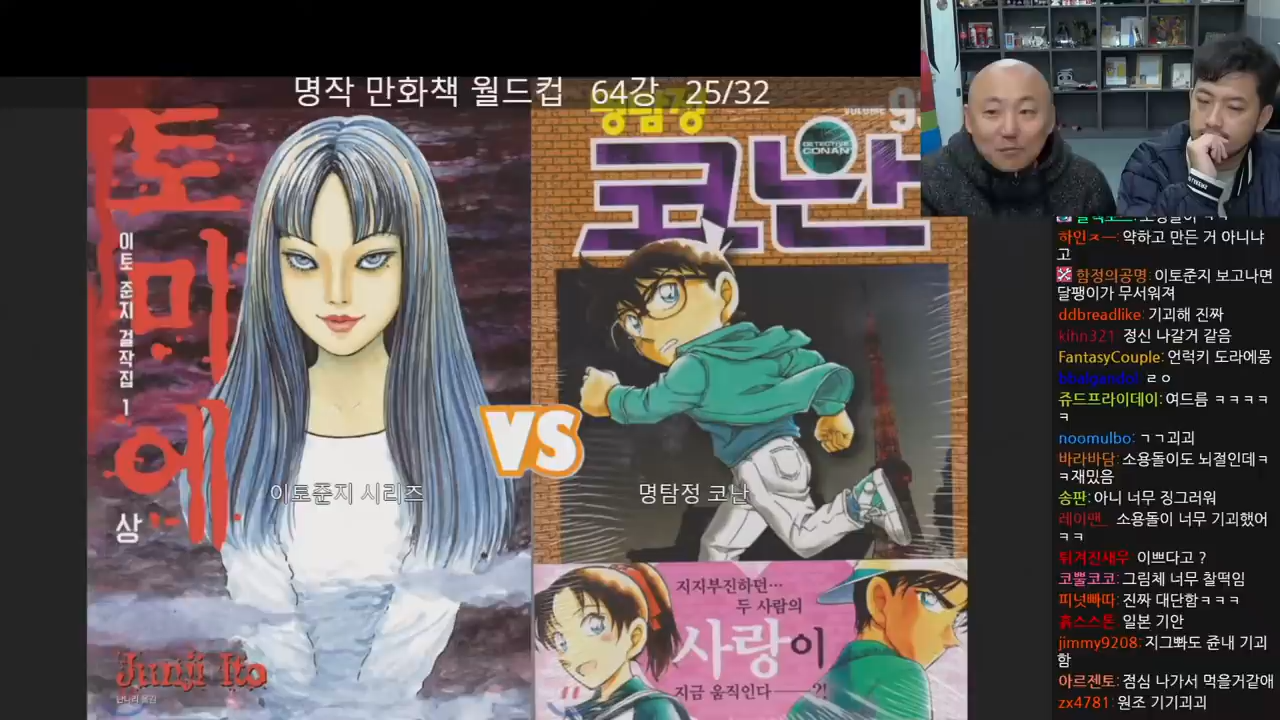 명작 만화책 월드컵 64강 25/32
토미에
이토 준지 걸작집 1
상
Junji Ito
이토준지 시리즈
VS
VOLUME 9
코난
DETECTIVE CONAN
명탐정 코난
지지부진하던…
두 사람의
사랑이
지금 움직인다───?!
하인ㅈㅡ: 약하고 만든 거 아니냐
고
함정의공명: 이토준지 보고나면
달팽이가 무서워져
ddbreadlike: 기괴해 진짜
kihn321: 정신 나갈거 같음
FantasyCouple: 언럭키 도라에몽
bbalgandol: ㄹㅇ
쥬드프라이데이: 여드름 ㅋㅋㅋㅋ
ㅋ
noomulbo: ㄱㄱ괴괴
바라바담: 소용돌이도 뇌절인데ㅋ
ㅋ재밌음
송판: 아니 너무 징그러워
레이맨_: 소용돌이 너무 기괴했어
ㅋㅋ
튀겨진새우: 이쁘다고 ?
코뿔코코: 그림체 너무 찰떡임
피넛빠따: 진짜 대단함ㅋㅋㅋ
흙스스톤: 일본 기안
jimmy9208: 지그빠도 쥰내 기괴
함
아르젠토: 점심 나가서 먹을거같애
zx4781: 원조 기기괴괴